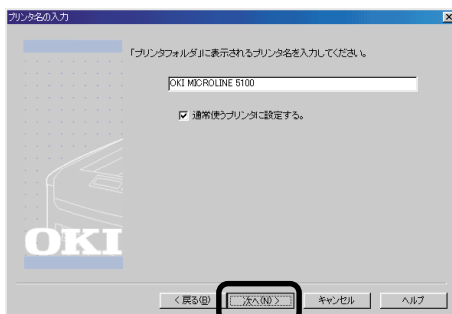 プリンタ名の入力
「プリンタフォルダ」に表示されるプリンタ名を入力してください。
OKI MICROLINE 5100
通常使うプリンタに設定する。
OKI
< 戻る(B)
次へ(N) >
キャンセル
ヘルプ